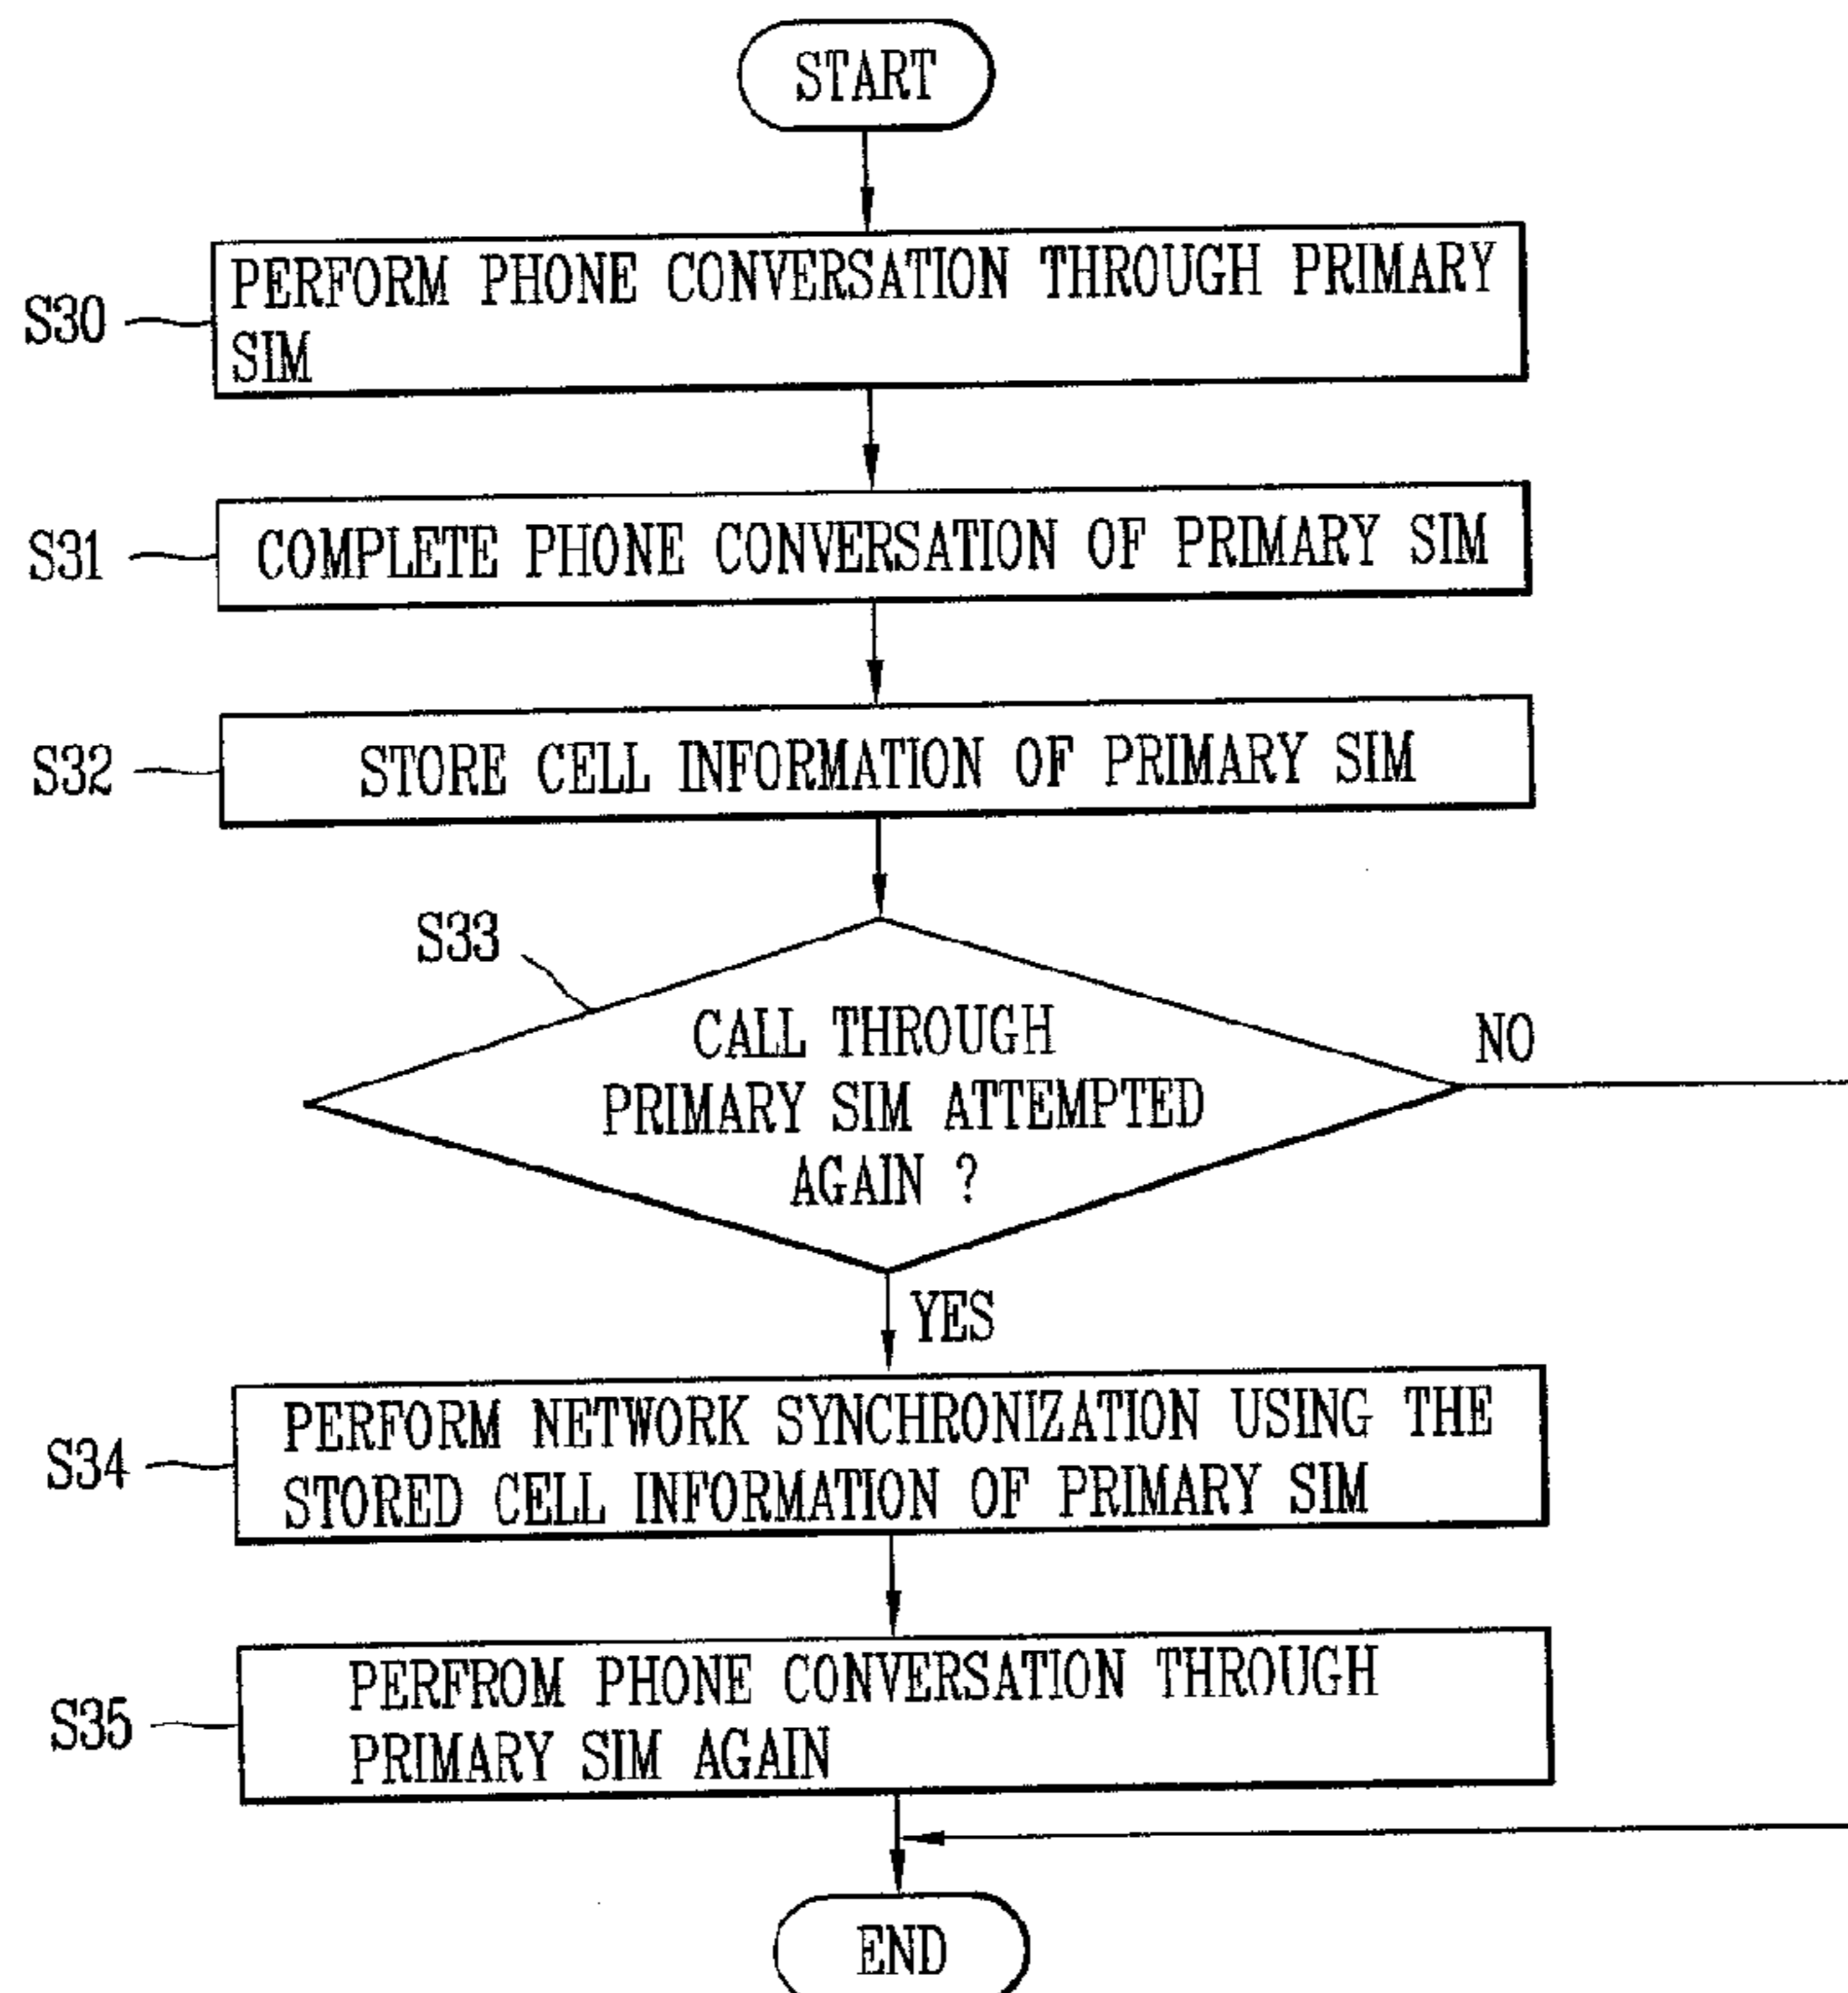 START
S30
PERFORM PHONE CONVERSATION THROUGH PRIMARY
SIM
S31
COMPLETE PHONE CONVERSATION OF PRIMARY SIM
S32
STORE CELL INFORMATION OF PRIMARY SIM
S33
CALL THROUGH
PRIMARY SIM ATTEMPTED
AGAIN ?
NO
YES
S34
PERFORM NETWORK SYNCHRONIZATION USING THE
STORED CELL INFORMATION OF PRIMARY SIM
S35
PERFROM PHONE CONVERSATION THROUGH
PRIMARY SIM AGAIN
END